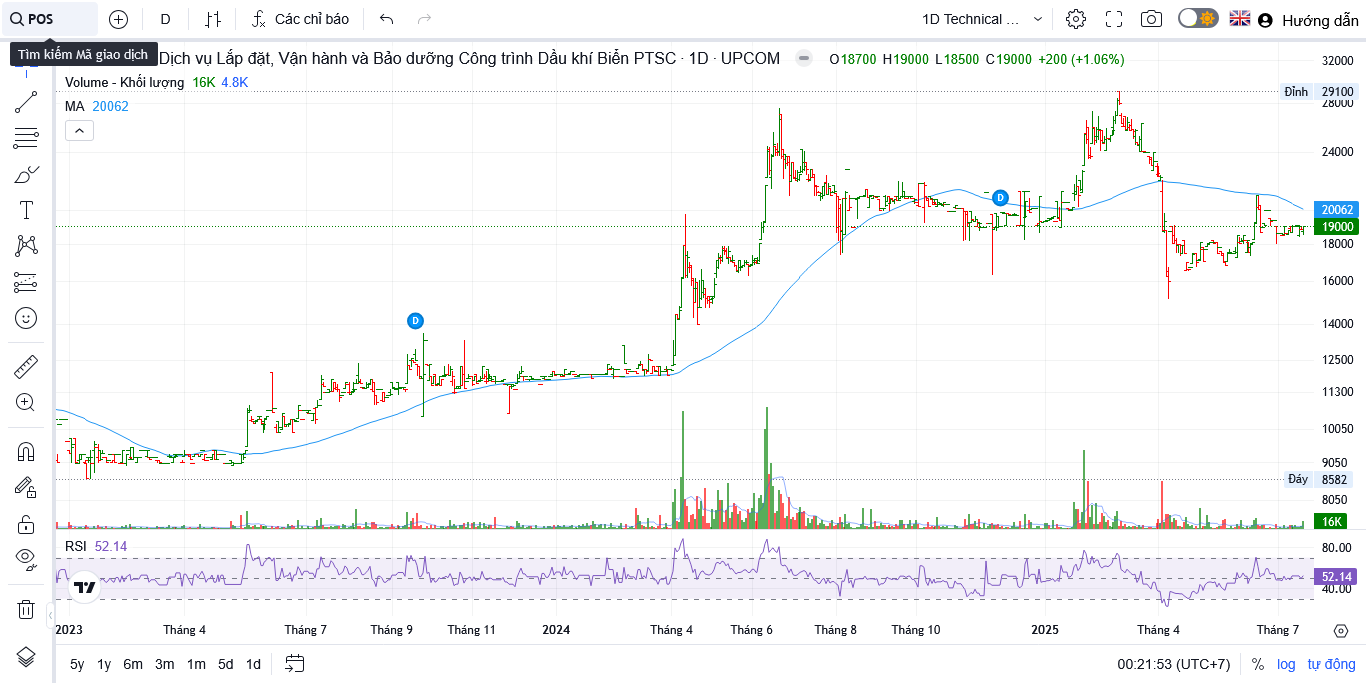 POS
D
Các chỉ báo
1D Technical ...
Hướng dẫn
Tìm kiếm Mã giao dịch
Dịch vụ Lắp đặt, Vận hành và Bảo dưỡng Công trình Dầu khí Biển PTSC · 1D · UPCOM
O18700 H19000 L18500 C19000 +200 (+1.06%)
Volume - Khối lượng 16K 4.8K
MA 20062
32000
Đỉnh 29100
28000
24000
D
20062
19000
18000
16000
D
14000
12500
11300
10050
9050
Đáy 8582
8050
16K
RSI 52.14
80.00
52.14
40.00
2023 Tháng 4 Tháng 7 Tháng 9 Tháng 11 2024 Tháng 4 Tháng 6 Tháng 8 Tháng 10 2025 Tháng 4 Tháng 7
5y 1y 6m 3m 1m 5d 1d
00:21:53 (UTC+7) % log tự động